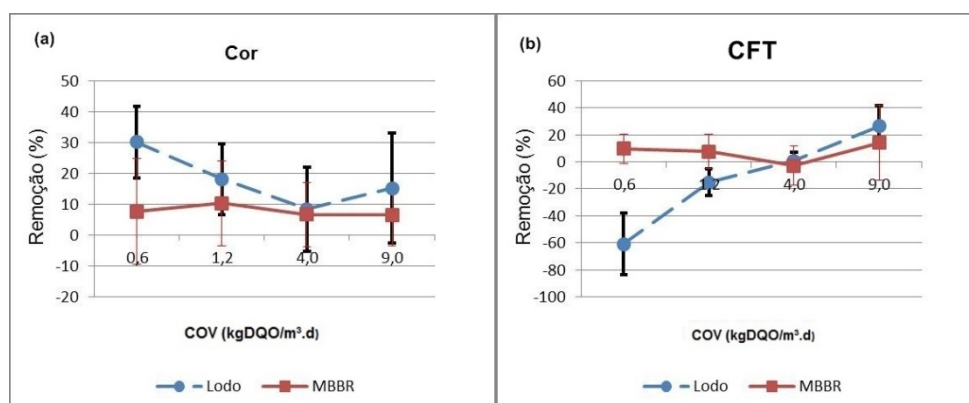 (a)
Cor
Remoção (%)
50
40
30
20
10
0
-10
-20
0,6
1,2
4,0
9,0
COV (kgDQO/m³.d)
Lodo
MBBR
(b)
CFT
Remoção (%)
60
40
20
0
-20
-40
-60
-80
-100
0,6
1,2
4,0
9,0
COV (kgDQO/m³.d)
Lodo
MBBR